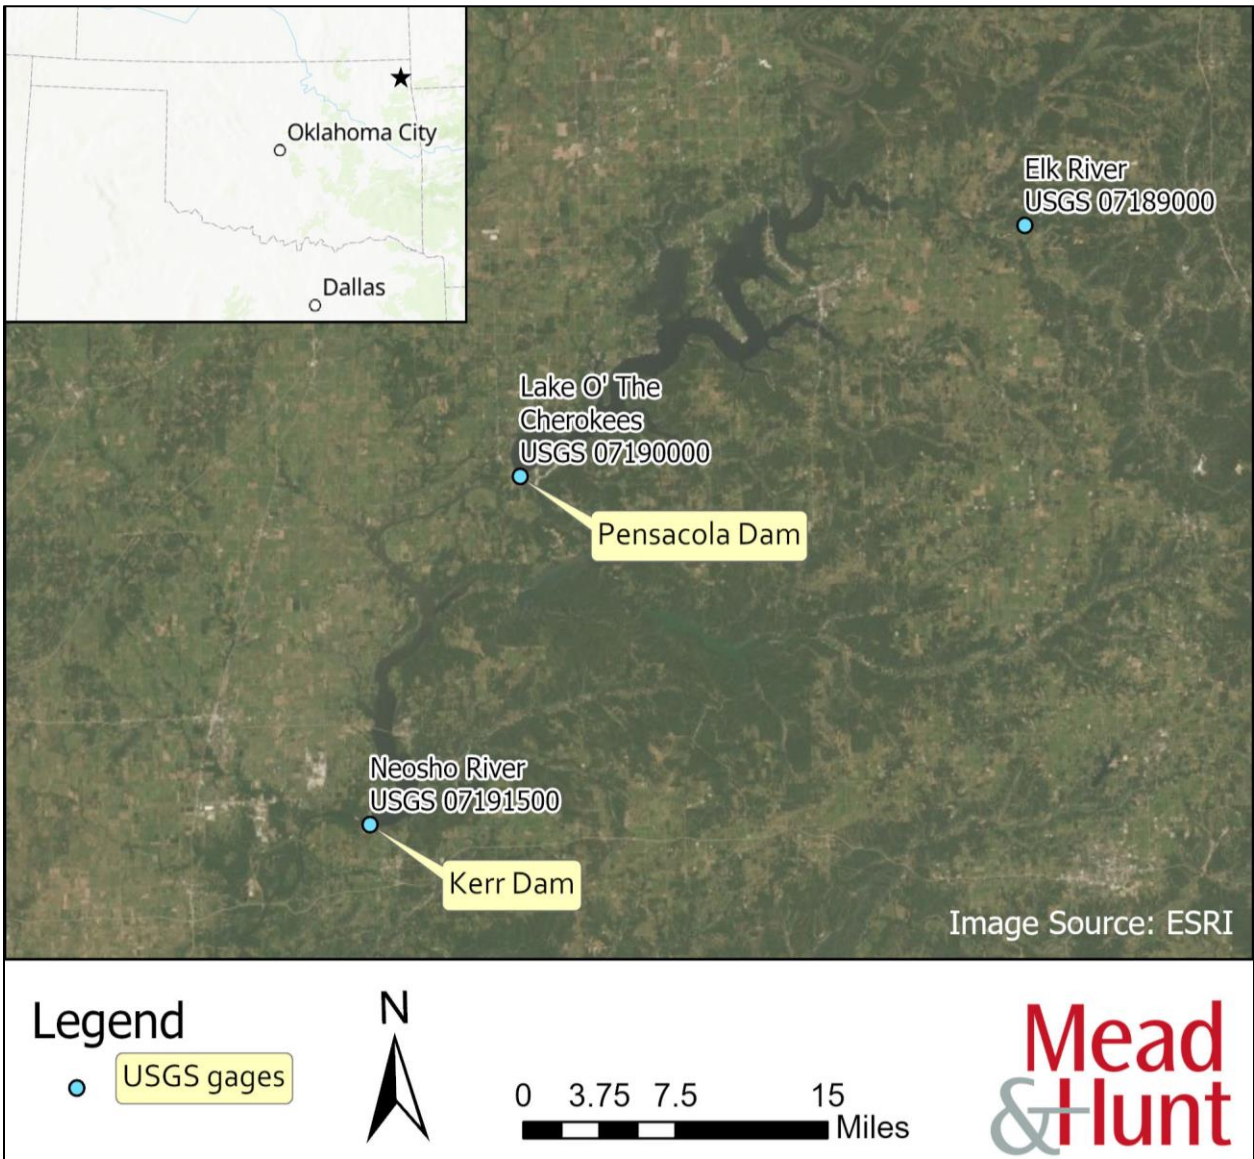 Oklahoma City
Dallas
Elk River
USGS 07189000
Lake O' The
Cherokees
USGS 07190000
Pensacola Dam
Neosho River
USGS 07191500
Kerr Dam
Image Source: ESRI
Legend
USGS gages
N
0 3.75 7.5 15
Miles
Mead
&Hunt